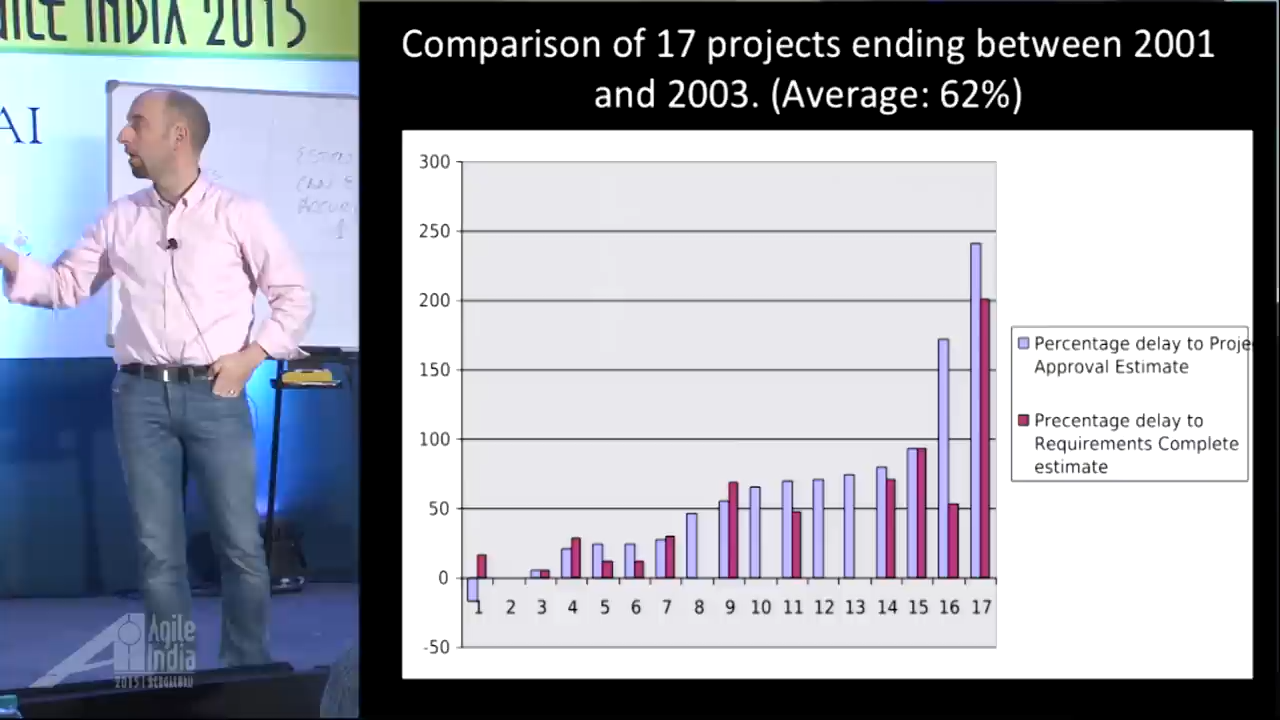 INDIA 2015
AI
Comparison of 17 projects ending between 2001
and 2003. (Average: 62%)
300
250
200
150
100
50
0
-50
1 2 3 4 5 6 7 8 9 10 11 12 13 14 15 16 17
Percentage delay to Proje
Approval Estimate
Precentage delay to
Requirements Complete
estimate
Agile
India
2015 | BENGALURU